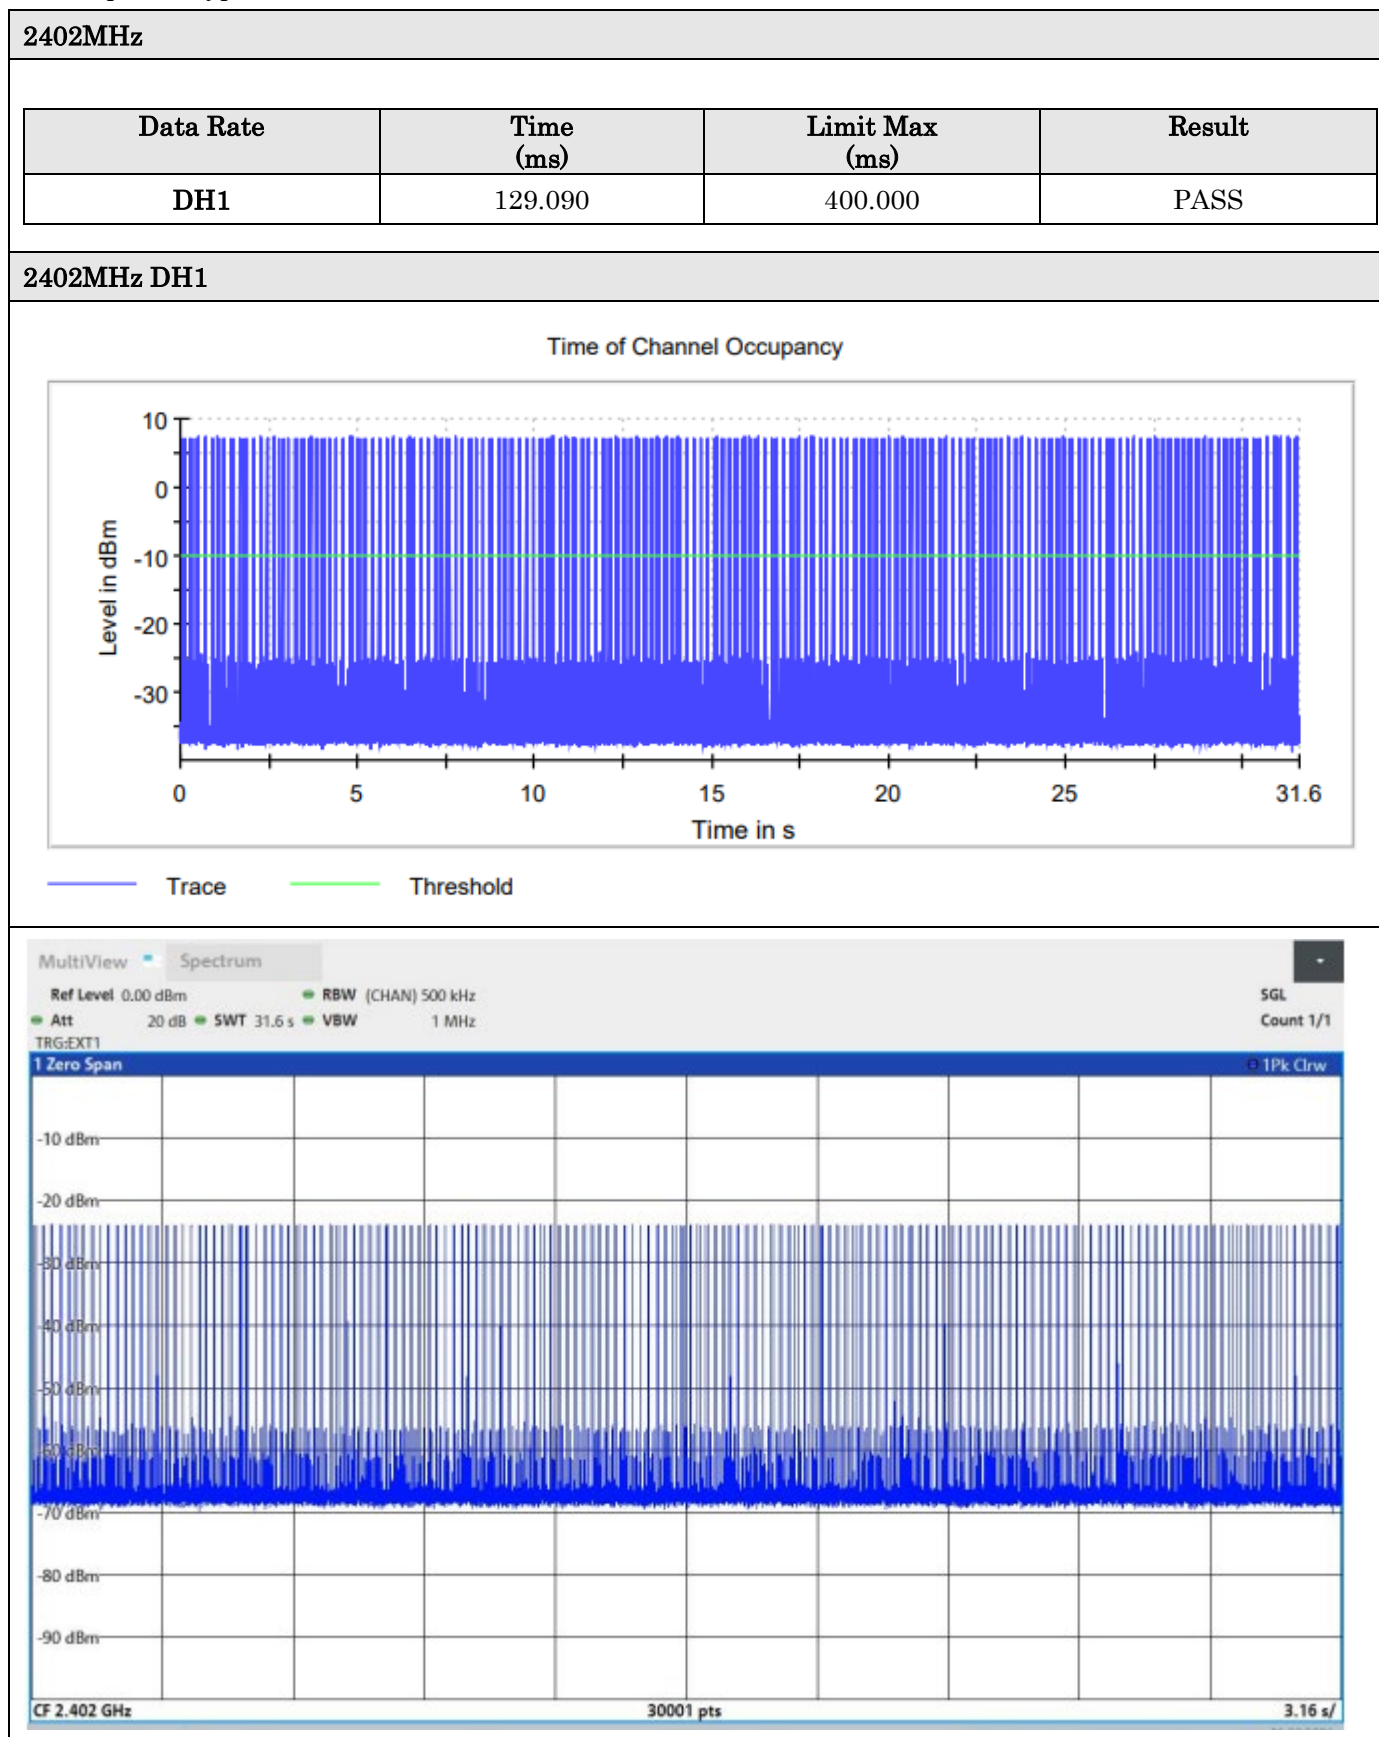 2402MHz
Data Rate Time Limit Max Result
(ms) (ms)
DH1 129.090 400.000 PASS
2402MHz DH1
Time of Channel Occupancy
10
0
-10
-20
-30
Level in dBm
0 5 10 15 20 25 31.6
Time in s
Trace Threshold
MultiView Spectrum
Ref Level 0.00 dBm RBW (CHAN) 500 kHz SGL
Att 20 dB SWT 31.6 s VBW 1 MHz Count 1/1
TRG:EXT1
1 Zero Span 1Pk Clrw
-10 dBm
-20 dBm
-30 dBm
-40 dBm
-50 dBm
-60 dBm
-70 dBm
-80 dBm
-90 dBm
CF 2.402 GHz 30001 pts 3.16 s/